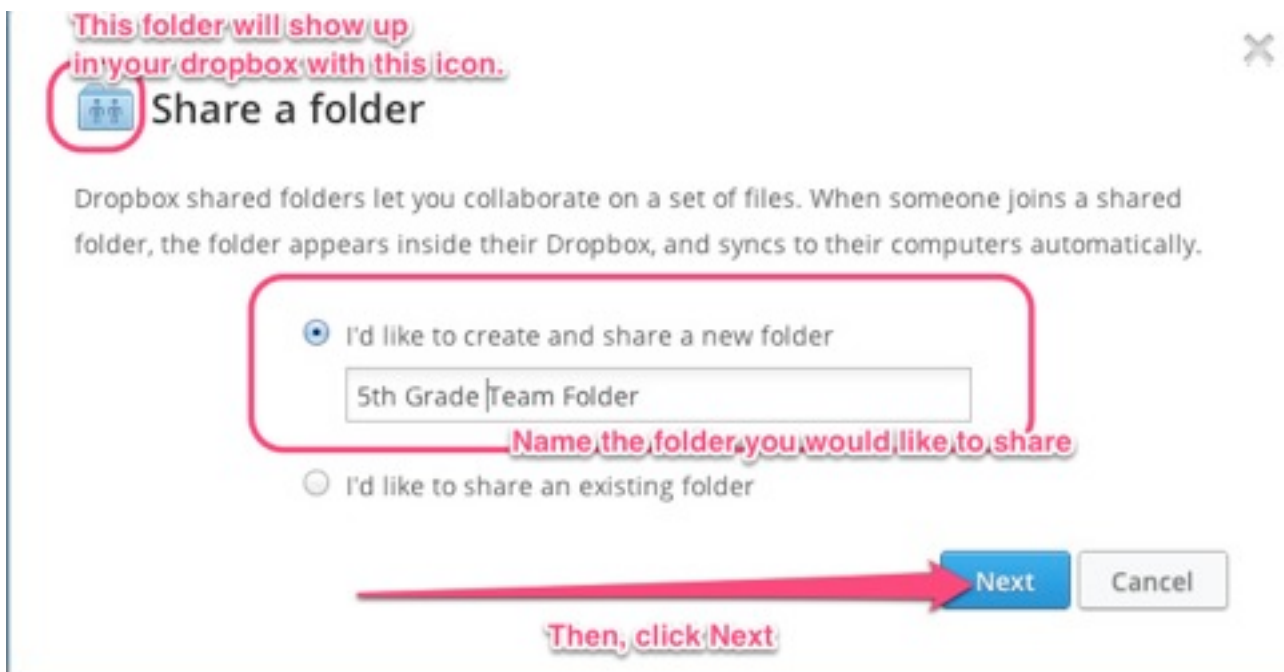 This folder will show up
in your dropbox with this icon.
Share a folder
Dropbox shared folders let you collaborate on a set of files. When someone joins a shared
folder, the folder appears inside their Dropbox, and syncs to their computers automatically.
I'd like to create and share a new folder
5th Grade Team Folder
Name the folder you would like to share
I'd like to share an existing folder
Next Cancel
Then, click Next